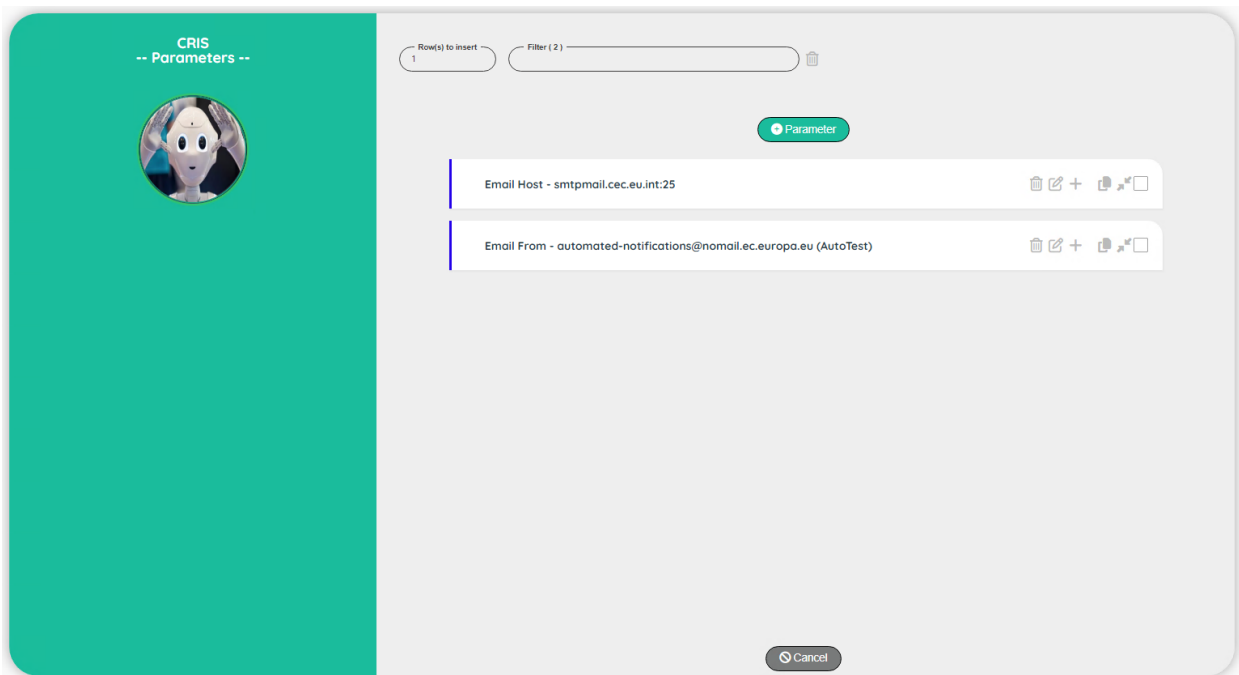 CRIS
-- Parameters --
Row(s) to insert
1
Filter ( 2 )
Parameter
Email Host - smtpmail.cec.eu.int:25
Email From - automated-notifications@nomail.ec.europa.eu (AutoTest)
Cancel